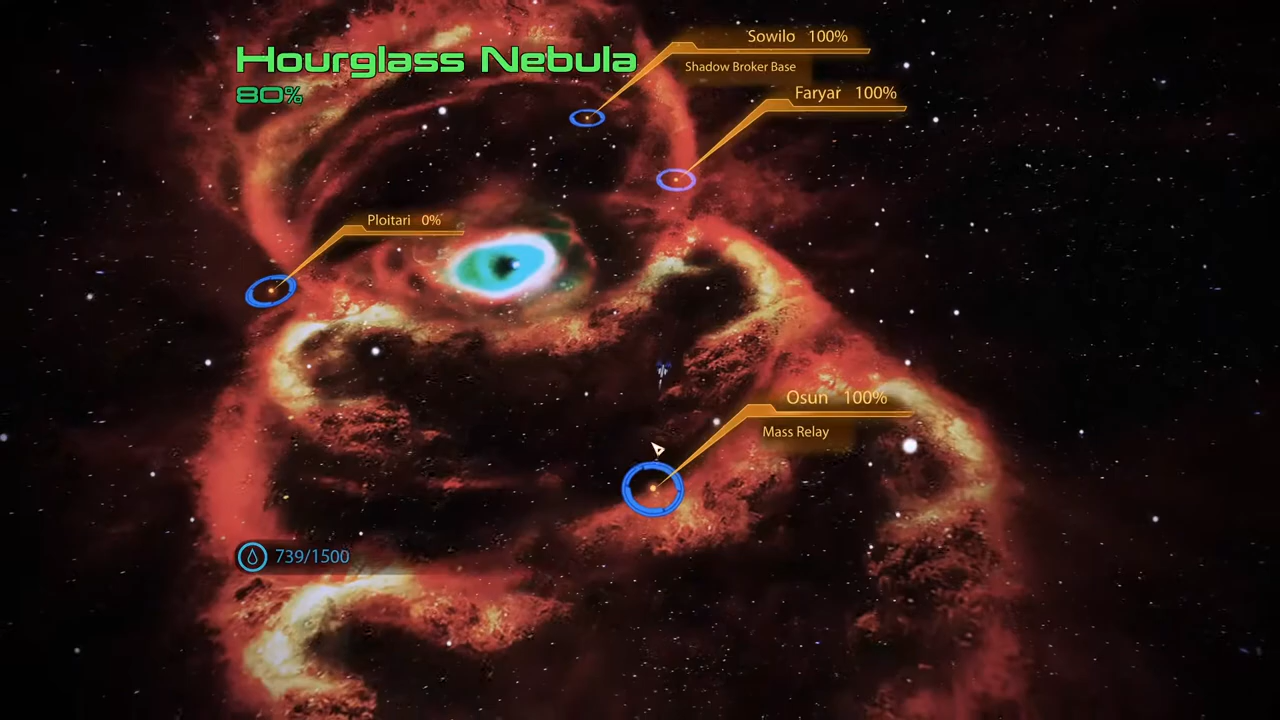 Hourglass Nebula
80%
Sowilo 100%
Shadow Broker Base
Faryar 100%
Ploitari 0%
Osun 100%
Mass Relay
739/1500